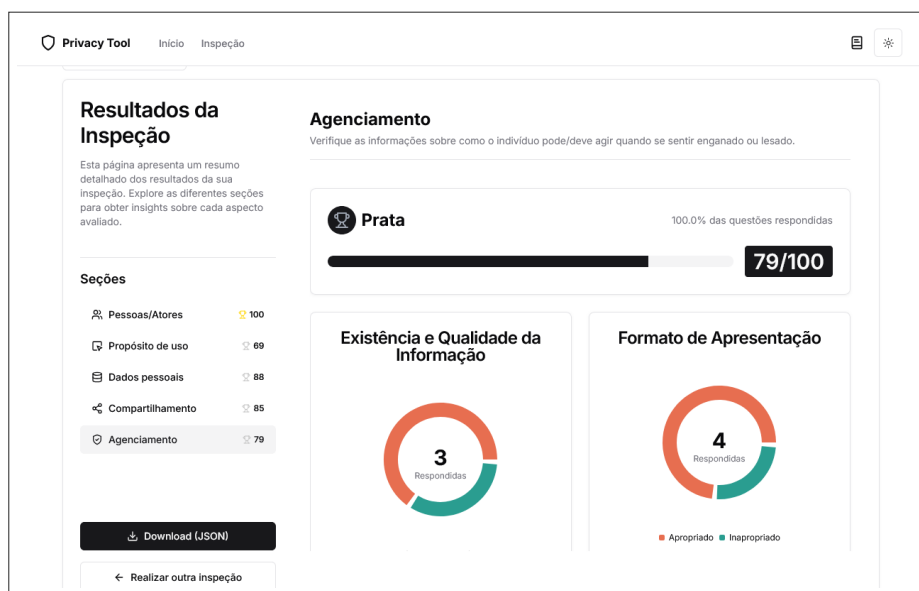 Privacy Tool
Início
Inspeção
Resultados da
Inspeção
Esta página apresenta um resumo
detalhado dos resultados da sua
inspeção. Explore as diferentes seções
para obter insights sobre cada aspecto
avaliado.
Seções
Pessoas/Atores 100
Propósito de uso 69
Dados pessoais 88
Compartilhamento 85
Agenciamento 79
Download (JSON)
Realizar outra inspeção
Agenciamento
Verifique as informações sobre como o indivíduo pode/deve agir quando se sentir enganado ou lesado.
Prata
100.0% das questões respondidas
79/100
Existência e Qualidade da
Informação
3
Respondidas
Formato de Apresentação
4
Respondidas
Apropriado Inapropriado